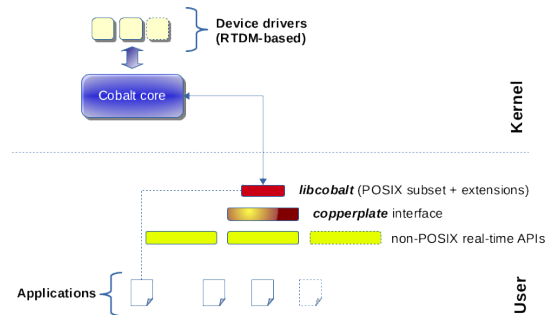 Device drivers
(RTDM-based)
Cobalt core
Kernel
libcobalt (POSIX subset + extensions)
copperplate interface
non-POSIX real-time APIs
Applications
User